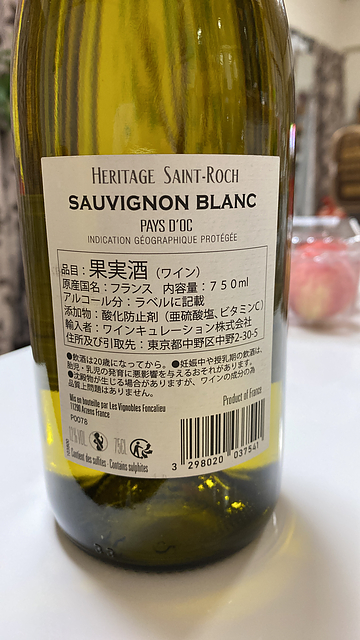 HERITAGE SAINT-ROCH
SAUVIGNON BLANC
PAYS D'OC
INDICATION GÉOGRAPHIQUE PROTÉGÉE
品目：果実酒（ワイン）
原産国名：フランス 内容量：７５０ml
アルコール分：ラベルに記載
添加物：酸化防止剤（亜硫酸塩、ビタミンC）
輸入者：ワインキュレーション株式会社
住所及び引取先：東京都中野区中野2-30-5
●飲酒は20歳になってから。●妊娠中や授乳期の飲酒は、
胎児・乳児の発育に悪影響を与えるおそれがあります。
●沈殿物が生じる場合がありますが、ワインの成分の為
品質上問題はありません。
Mis en bouteille par Les Vignobles Foncalieu
11290 Arzens France
Product of France
P0078
12% VOL.
75Cl
Contient des sulfites - Contains sulphites
3 298020 037541